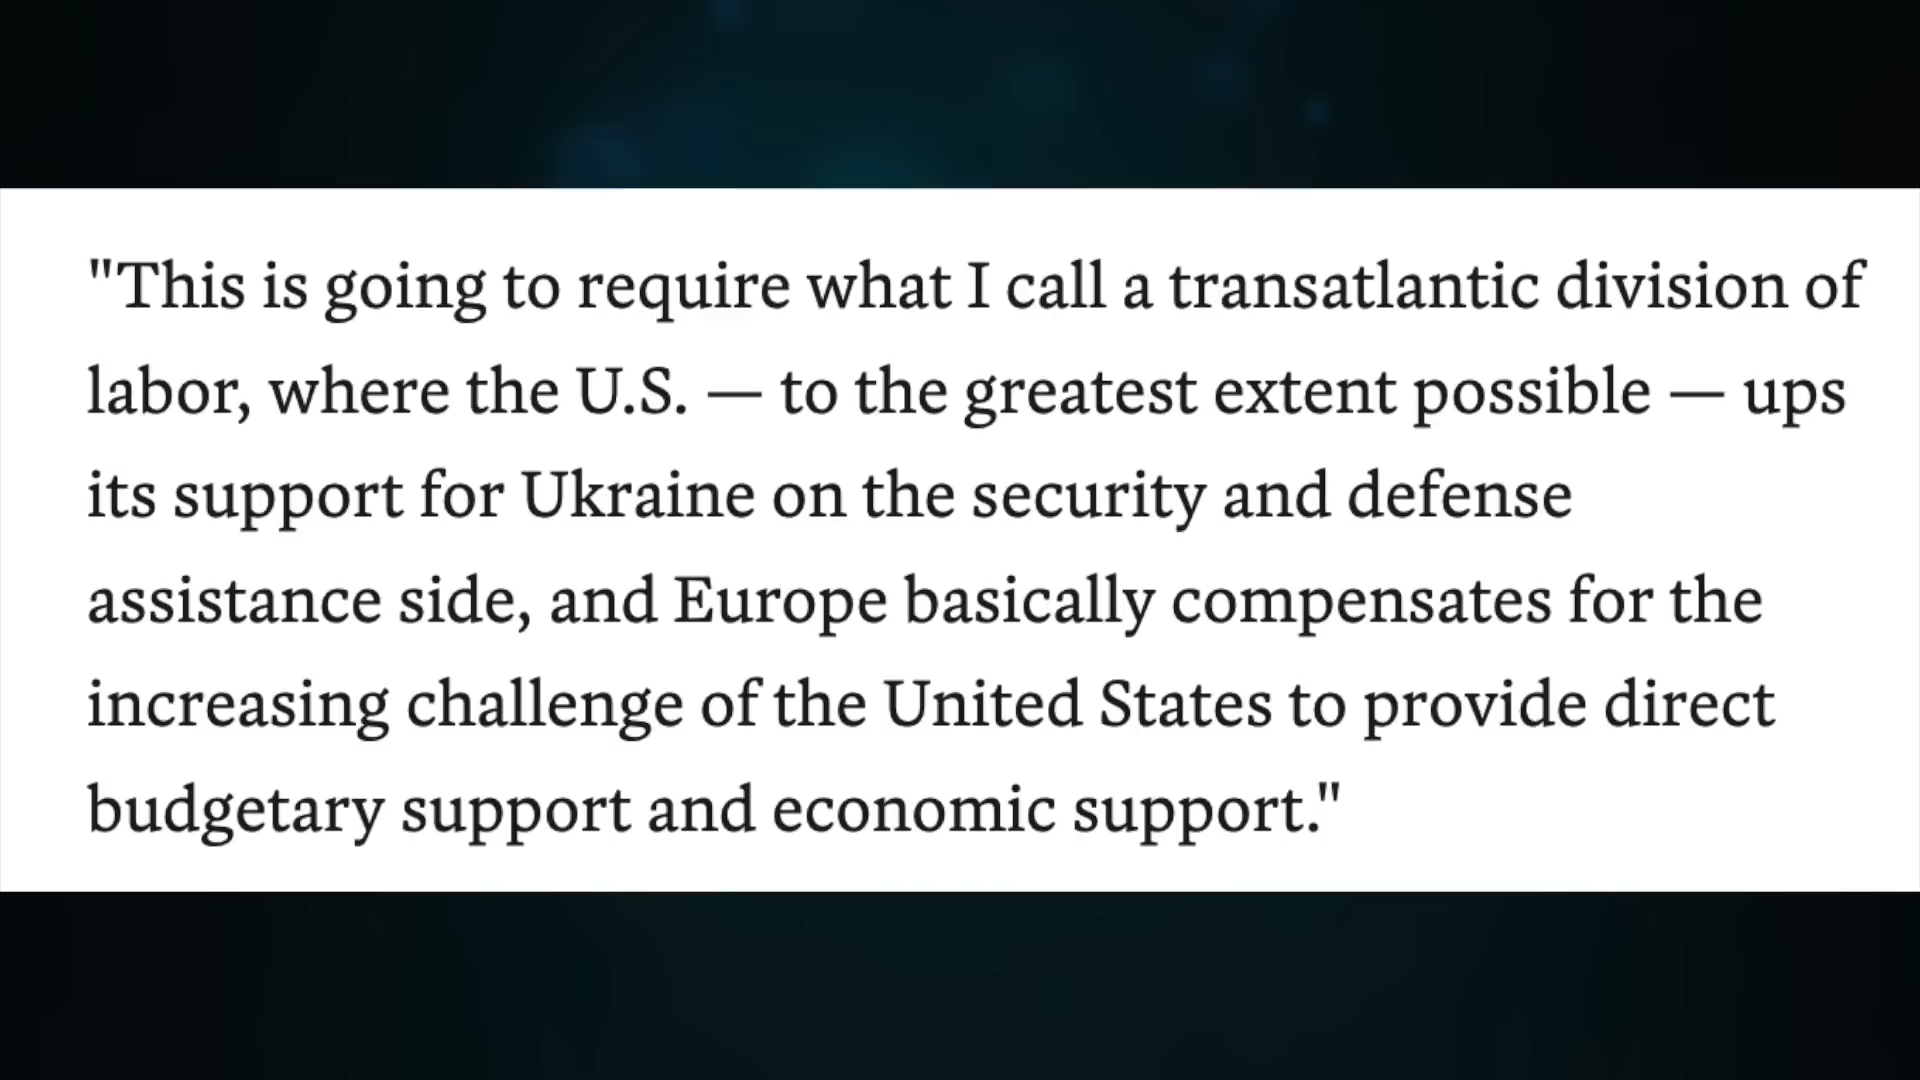 "This is going to require what I call a transatlantic division of
labor, where the U.S. — to the greatest extent possible — ups
its support for Ukraine on the security and defense
assistance side, and Europe basically compensates for the
increasing challenge of the United States to provide direct
budgetary support and economic support."